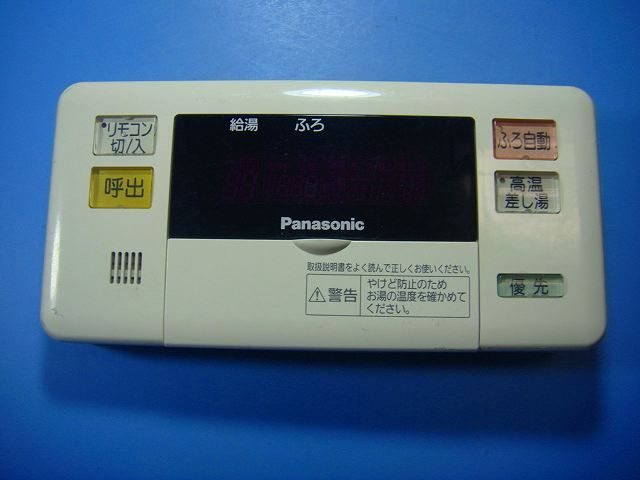 リモコン
切/入
呼出
給湯 ふろ
Panasonic
取扱説明書をよく読んで正しくお使いください。
警告
やけど防止のため
お湯の温度を確かめて
ください。
ふろ自動
高温
差し湯
優先